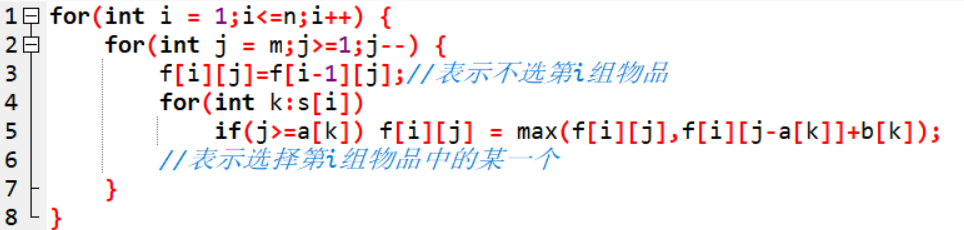 1 for(int i = 1;i<=n;i++) {
2     for(int j = m;j>=1;j--) {
3         f[i][j]=f[i-1][j];//表示不选第i组物品
4         for(int k:s[i])
5             if(j>=a[k]) f[i][j] = max(f[i][j],f[i][j-a[k]]+b[k]);
6         //表示选择第i组物品中的某一个
7     }
8 }